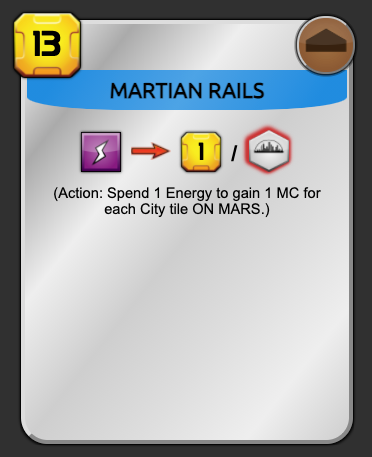 13
MARTIAN RAILS
1 /
(Action: Spend 1 Energy to gain 1 MC for
each City tile ON MARS.)